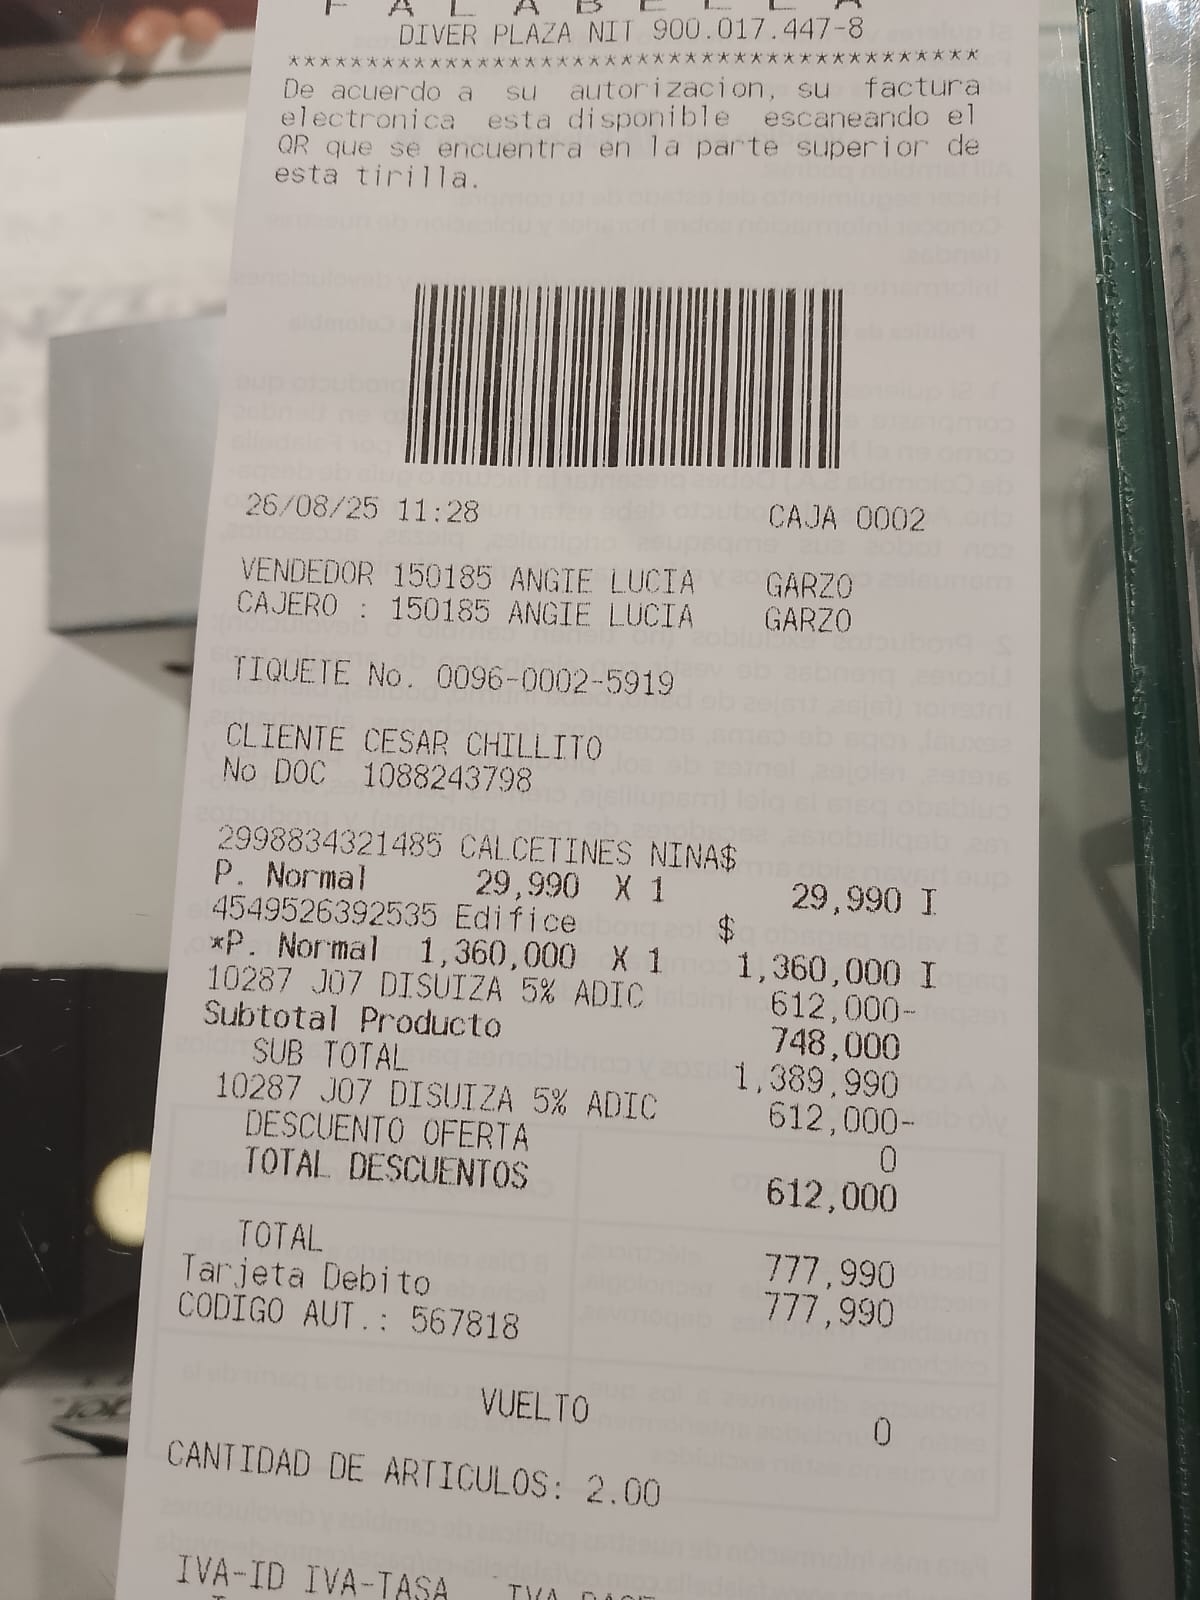 FALABELLA
DIVER PLAZA NIT 900.017.447-8
********************************************
De acuerdo a su autorizacion, su factura
electronica esta disponible escaneando el
QR que se encuentra en la parte superior de
esta tirilla.
26/08/25 11:28 CAJA 0002
VENDEDOR 150185 ANGIE LUCIA GARZO
CAJERO : 150185 ANGIE LUCIA GARZO
TIQUETE No. 0096-0002-5919
CLIENTE CESAR CHILLITO
No DOC 1088243798
2998834321485 CALCETINES NINA$
P. Normal 29,990 X 1 29,990 I
4549526392535 Edifice $
*P. Normal 1,360,000 X 1 1,360,000 I
10287 J07 DISUIZA 5% ADIC 612,000-
Subtotal Producto 748,000
SUB TOTAL 1,389,990
10287 J07 DISUIZA 5% ADIC 612,000-
DESCUENTO OFERTA 0
TOTAL DESCUENTOS 612,000
TOTAL 777,990
Tarjeta Debito 777,990
CODIGO AUT.: 567818
VUELTO 0
CANTIDAD DE ARTICULOS: 2.00
IVA-ID IVA-TASA IVA BASE